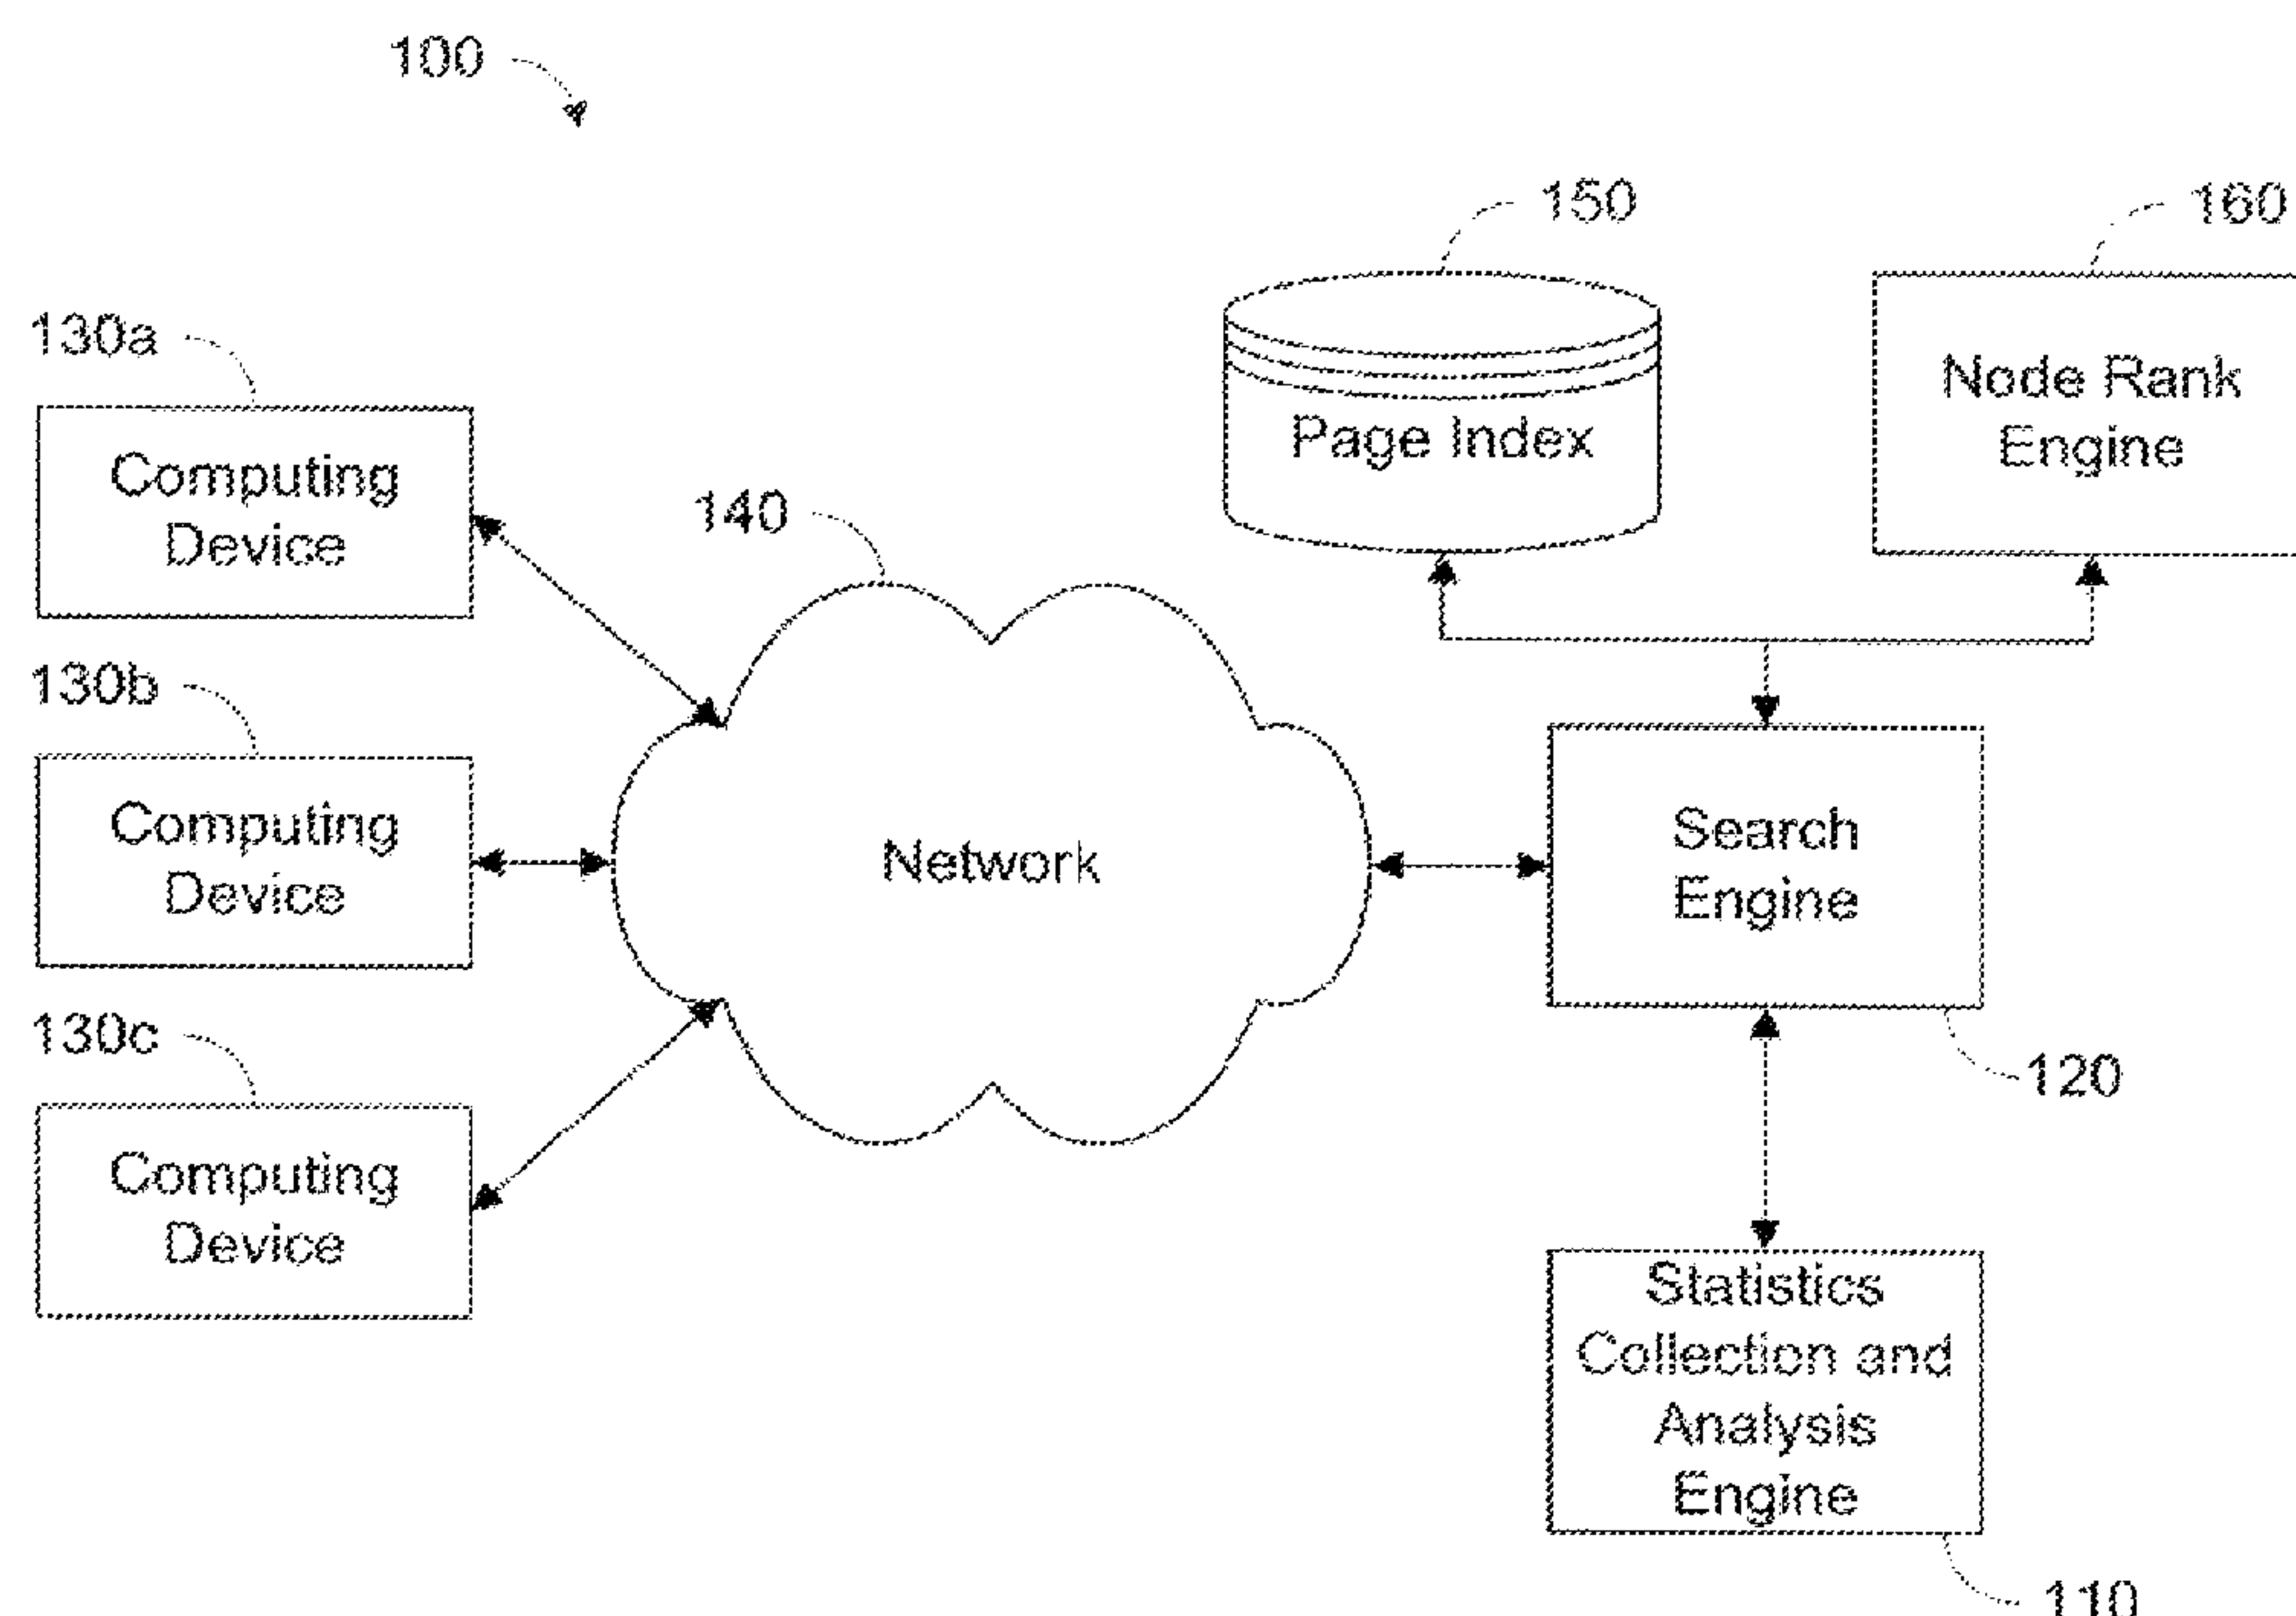 100
150
160
130a
Node Rank
Engine
Page Index
Computing
Device
140
130b
Computing
Device
Network
Search
Engine
130c
120
Computing
Device
Statistics
Collection and
Analysis
Engine
110